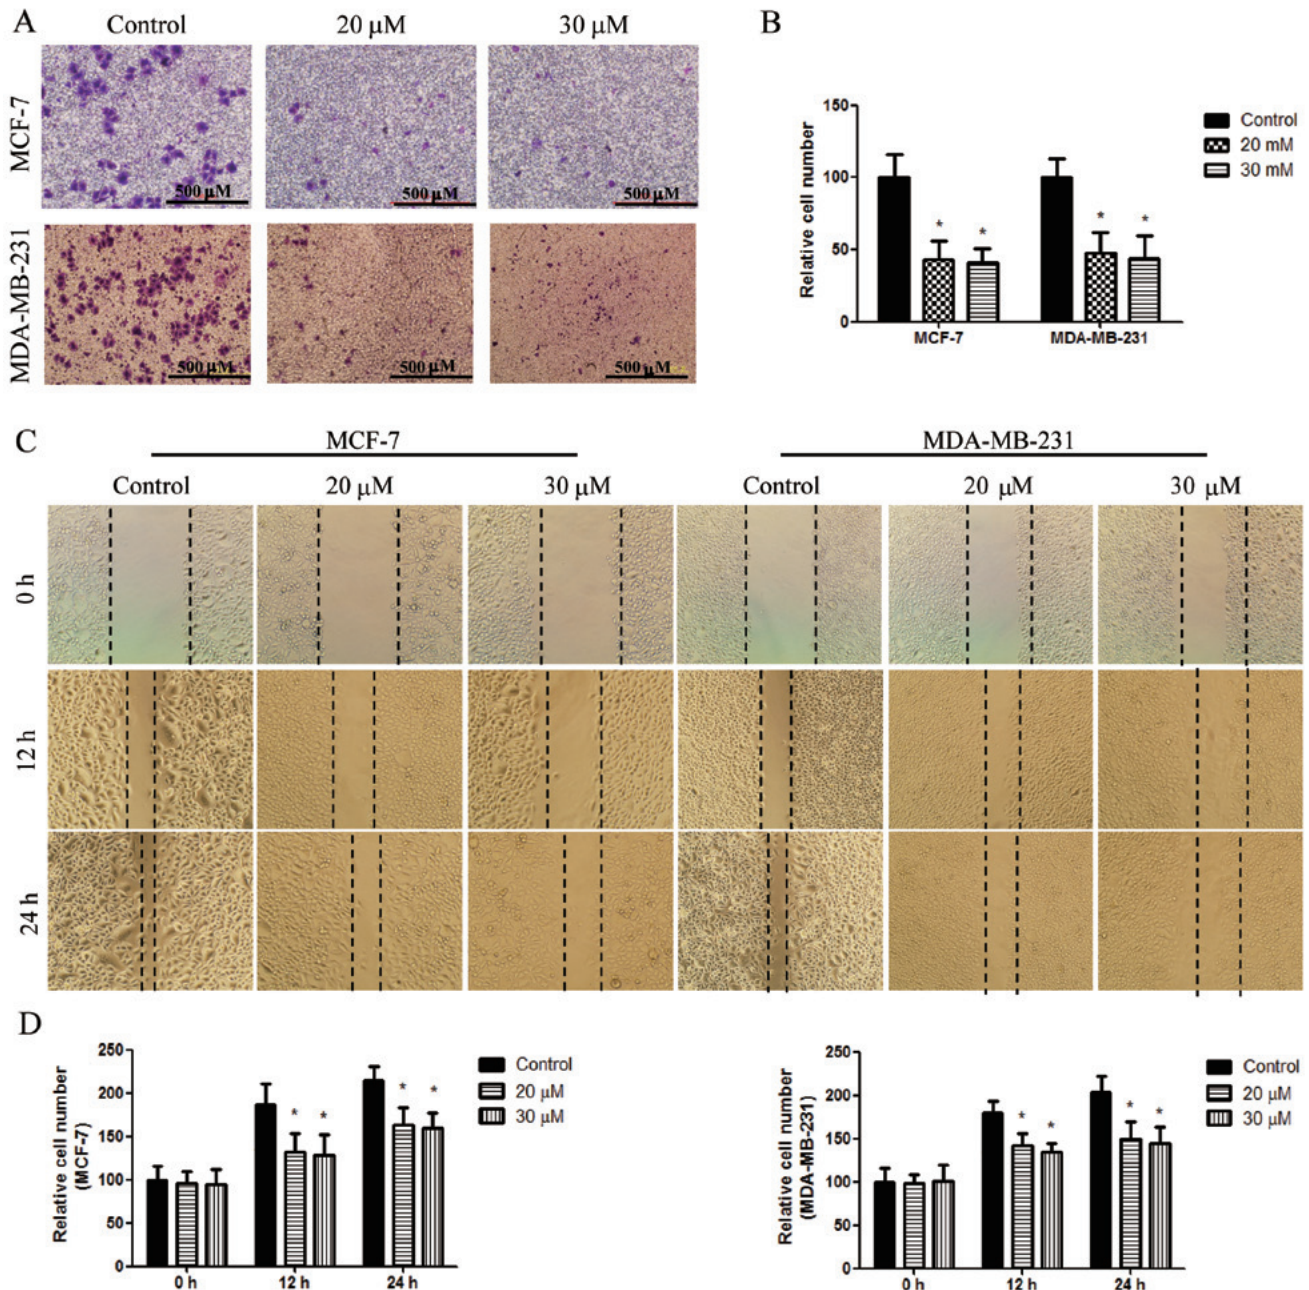 A
Control
20 μM
30 μM
MCF-7
500 μM
500 μM
500 μM
MDA-MB-231
500 μM
500 μM
500 μM
B
Relative cell number
150
100
50
0
* * * *
MCF-7
MDA-MB-231
Control
20 mM
30 mM
C
MCF-7
MDA-MB-231
Control
20 μM
30 μM
Control
20 μM
30 μM
0 h
12 h
24 h
D
Relative cell number
(MCF-7)
250
200
150
100
50
0
* * * *
0 h
12 h
24 h
Control
20 μM
30 μM
Relative cell number
(MDA-MB-231)
250
200
150
100
50
0
* * * *
0 h
12 h
24 h
Control
20 μM
30 μM